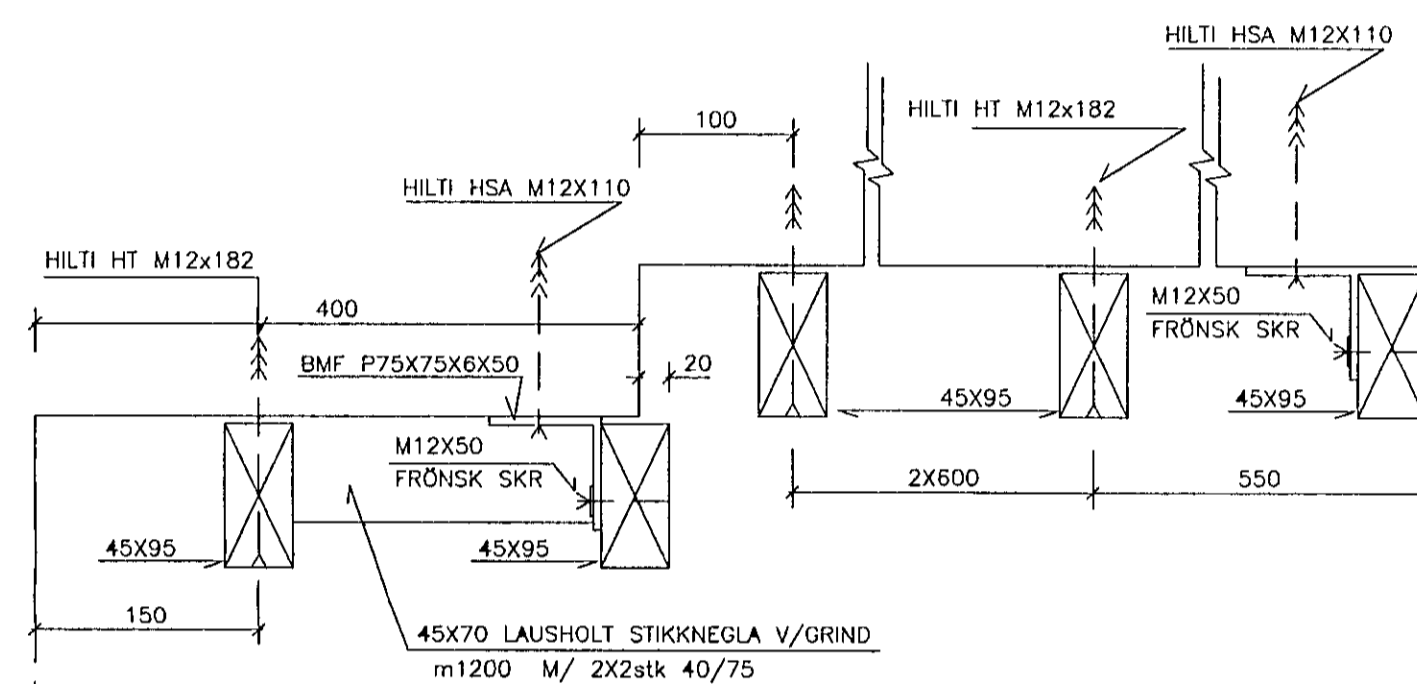 HILTI HSA M12X110
HILTI HT M12x182
100
HILTI HSA M12X110
HILTI HT M12x182
400
M12X50
FRÖNSK SKR
BMF P75X75X6X50
20
45X95
45X95
M12X50
FRÖNSK SKR
2X600
550
45X95
45X95
150
45X70 LAUSHOLT STIKKNEGLA V/GRIND
m1200 M/ 2X2stk 40/75